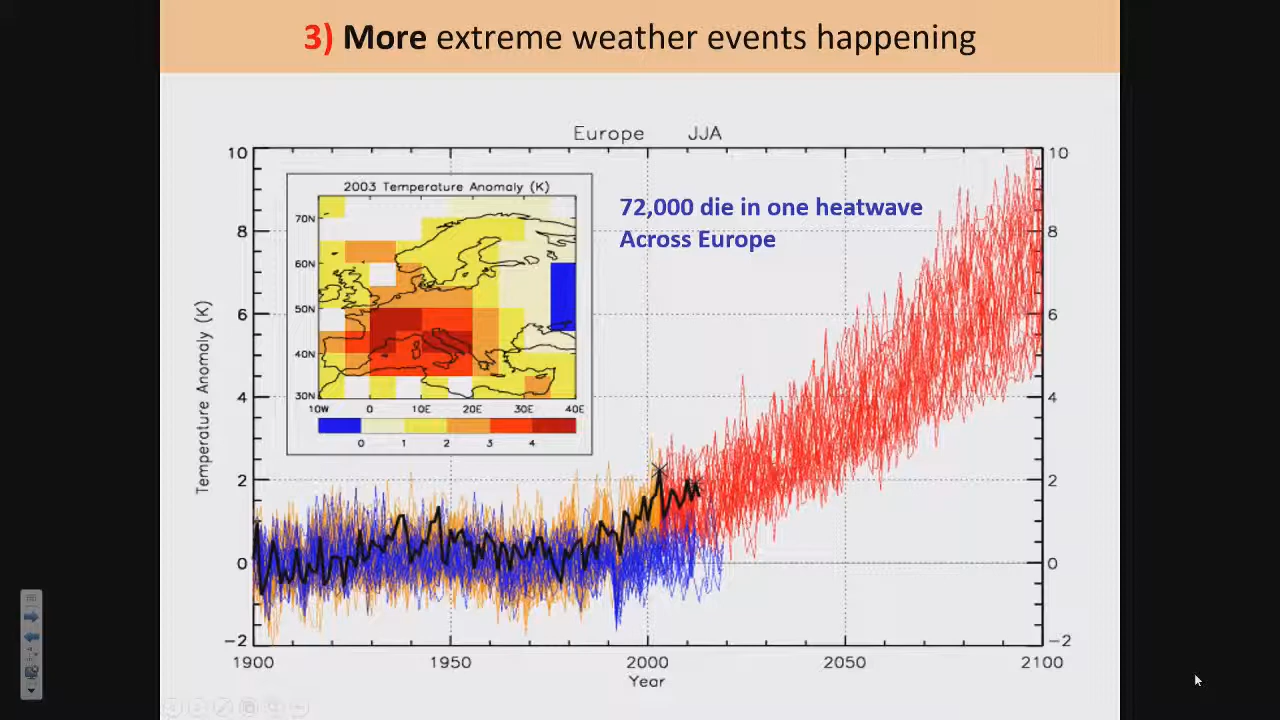 3) More extreme weather events happening
Europe JJA
10
8
6
4
2
0
−2
10
8
6
4
2
0
−2
Temperature Anomaly (K)
2003 Temperature Anomaly (K)
70N
60N
50N
40N
30N
10W 0 10E 20E 30E 40E
0 1 2 3 4
72,000 die in one heatwave
Across Europe
1900 1950 2000 2050 2100
Year